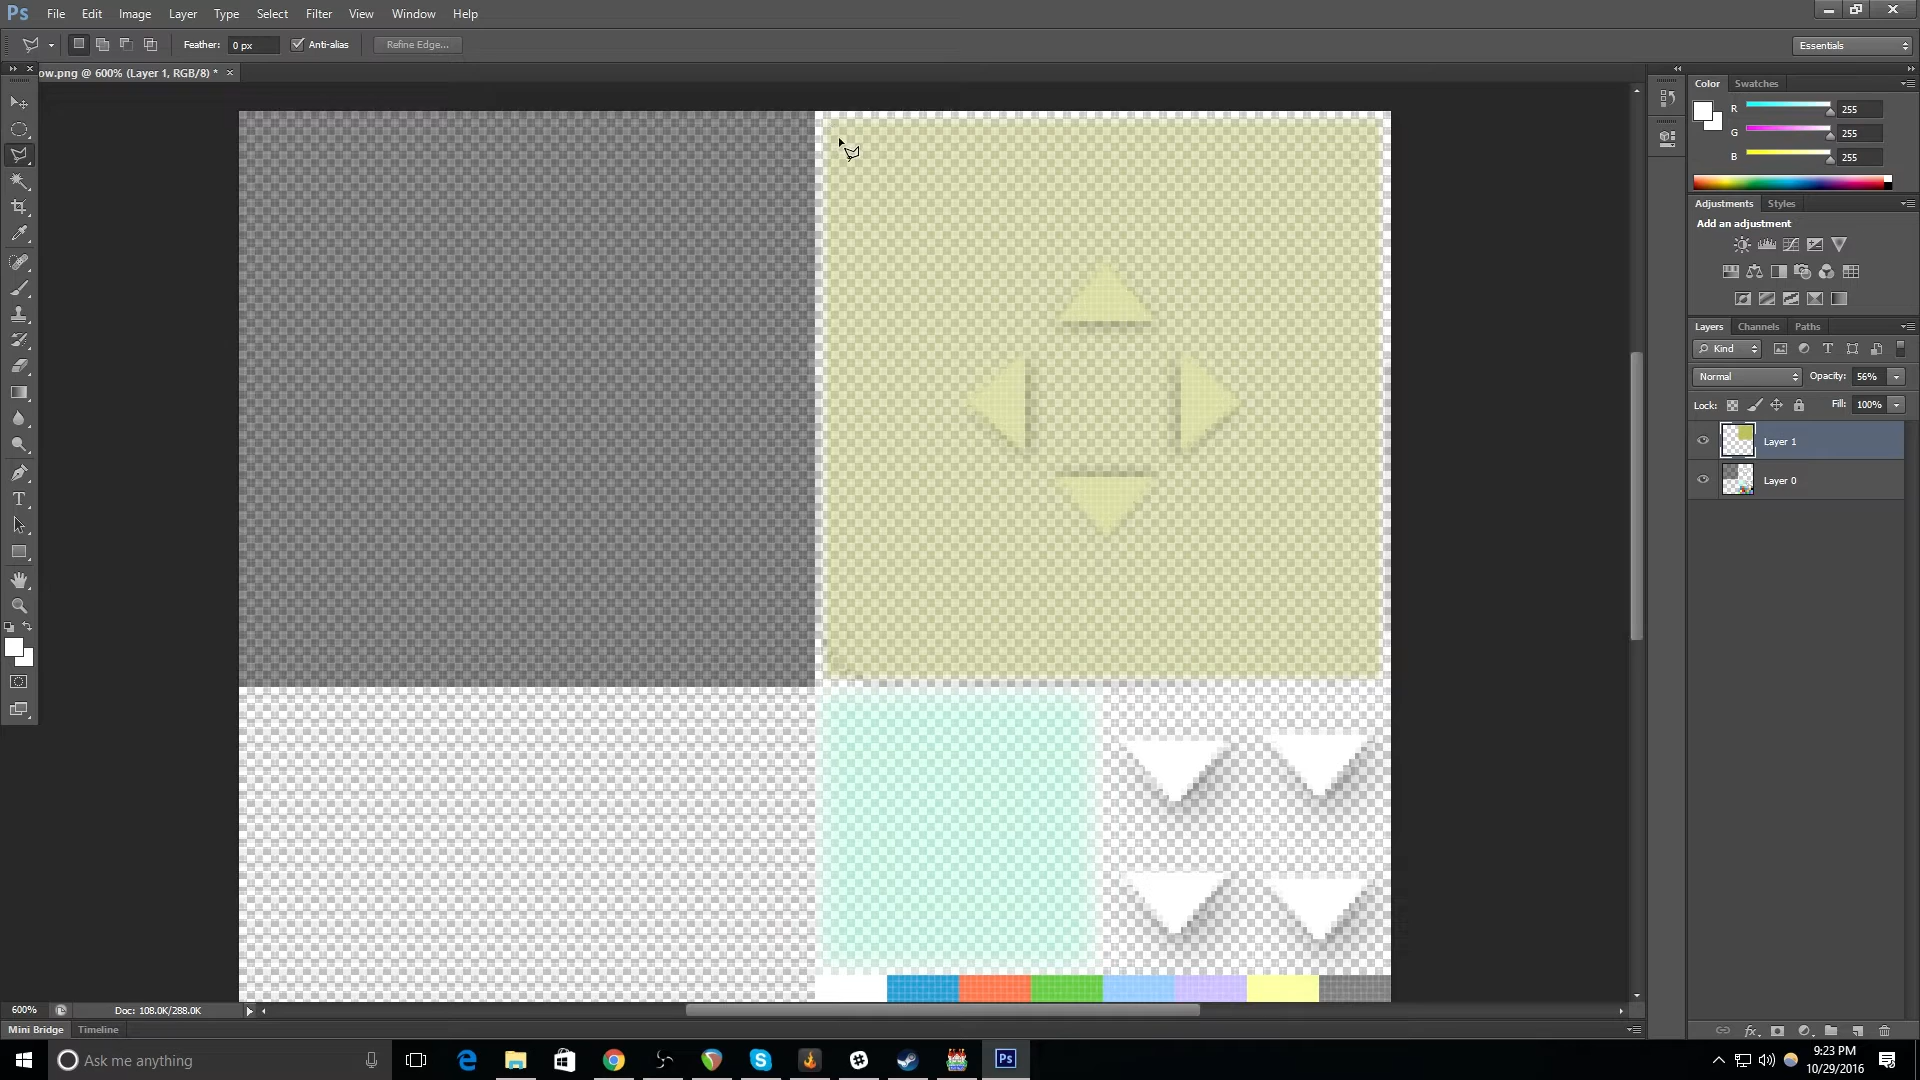 Ps File Edit Image Layer Type Select Filter View Window Help
Feather: 0 px Anti-alias Refine Edge... Essentials
ow.png @ 600% (Layer 1, RGB/8) * ×
Color Swatches
R 255
G 255
B 255
Adjustments Styles
Add an adjustment
Layers Channels Paths
Kind
Normal Opacity: 56%
Lock: Fill: 100%
Layer 1
Layer 0
600% Doc: 108.0K/288.0K
Mini Bridge Timeline
Ask me anything
Ps
9:23 PM
10/29/2016